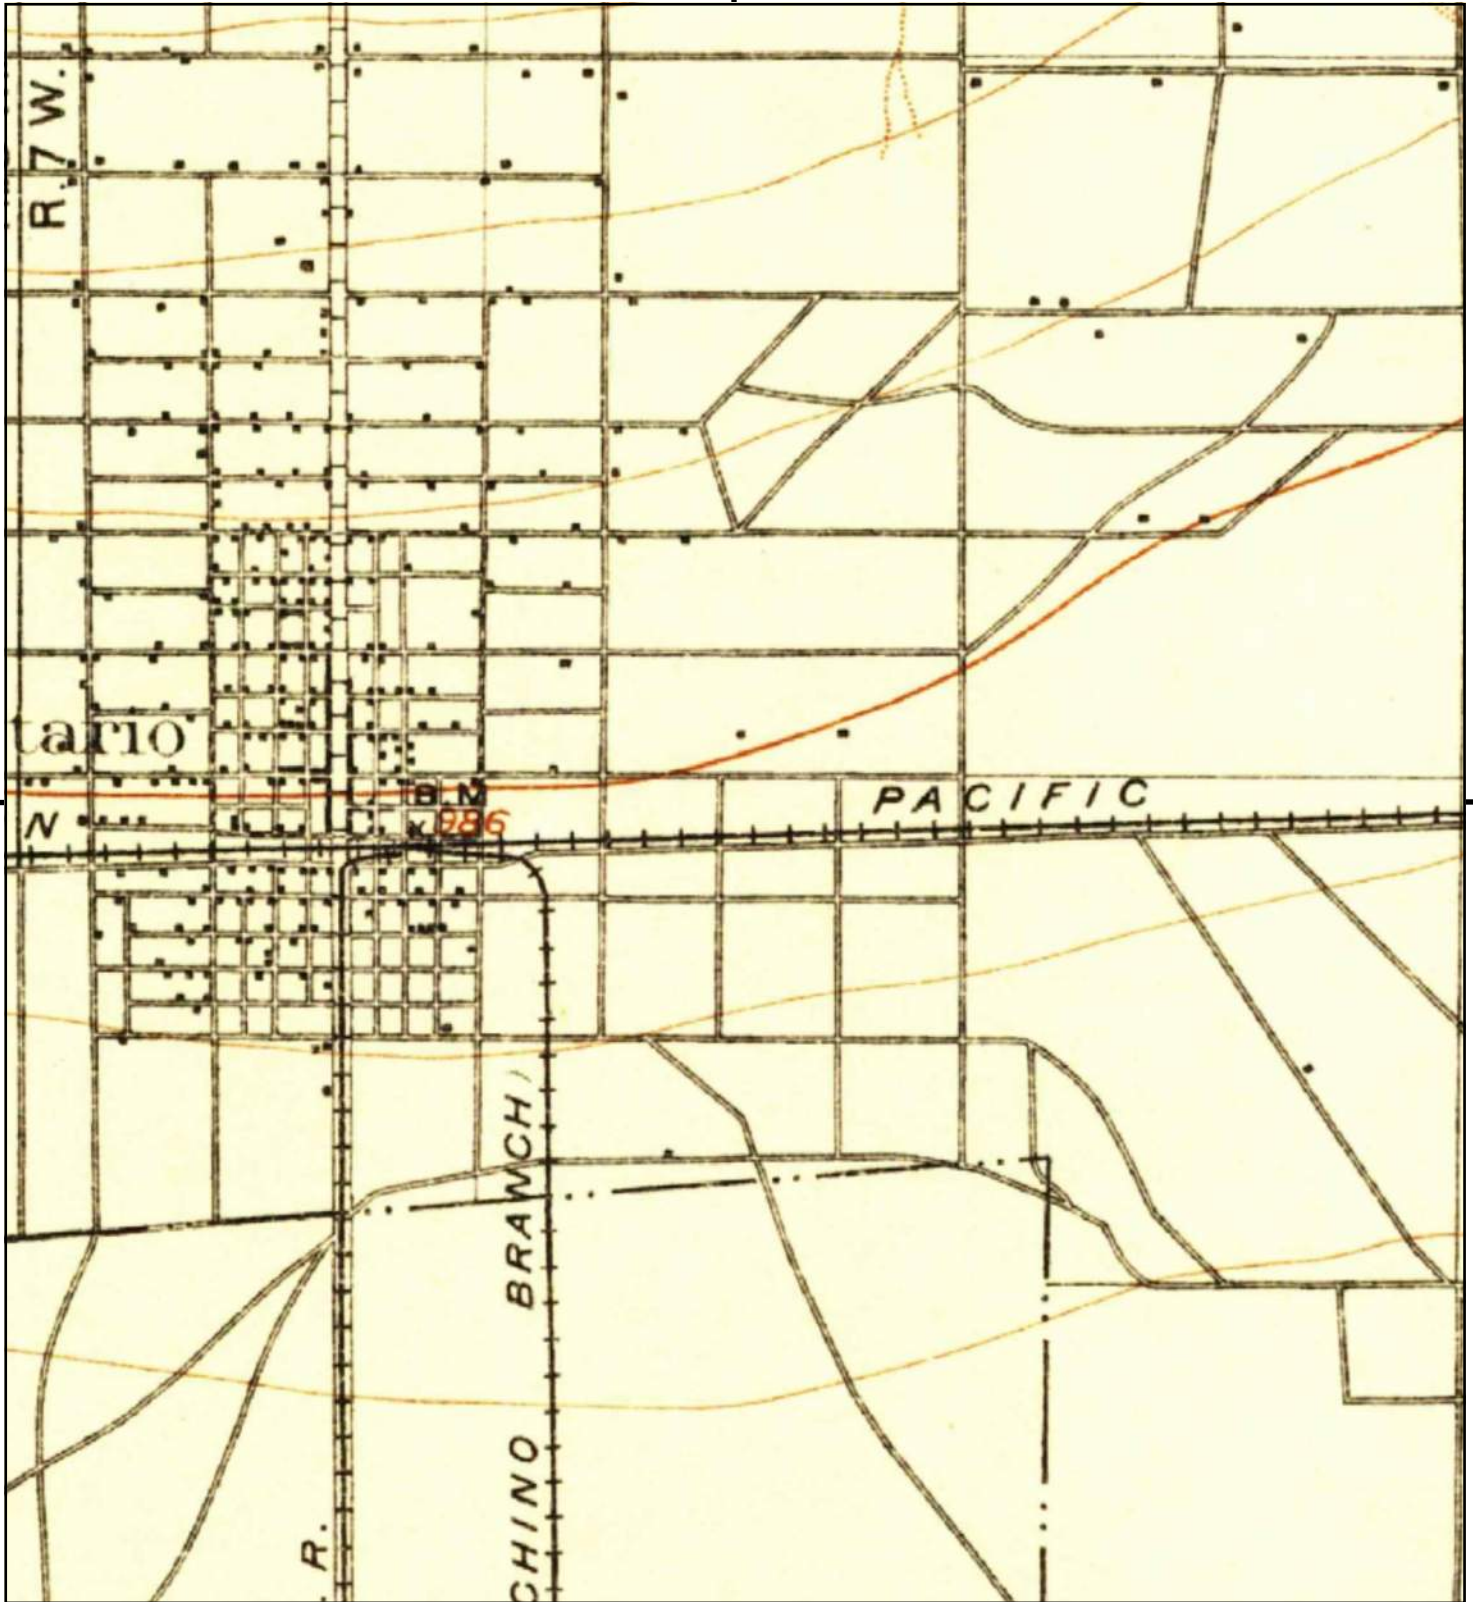 R. 7 W.
tario
B.M.
×986
N
PACIFIC
BRANCH)
CHINO
R.